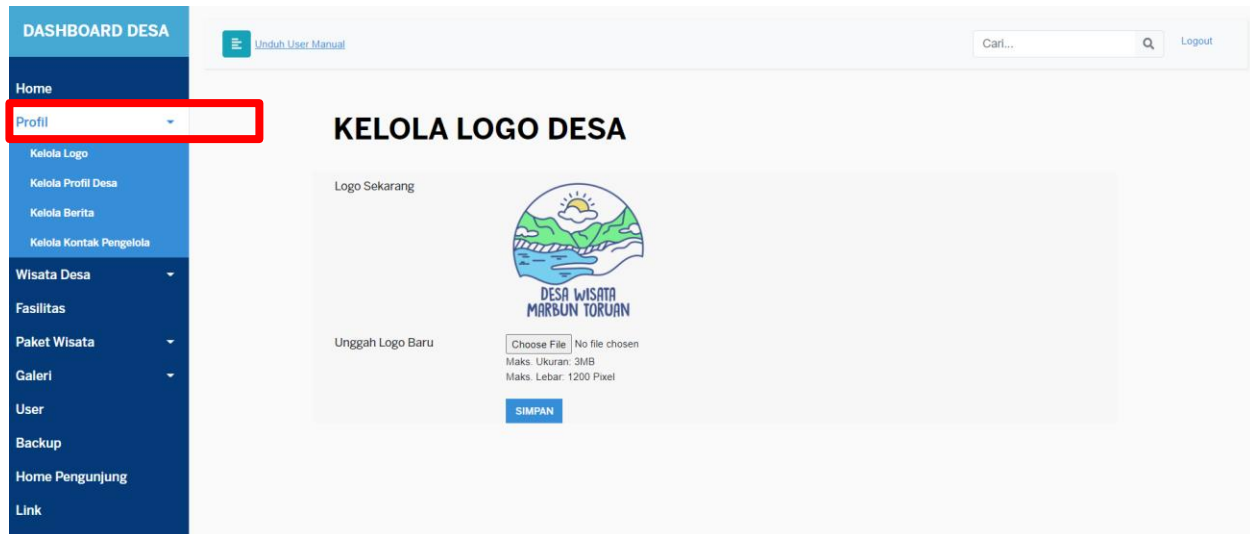 DASHBOARD DESA
Unduh User Manual
Cari...
Logout
Home
Profil
Kelola Logo
Kelola Profil Desa
Kelola Berita
Kelola Kontak Pengelola
Wisata Desa
Fasilitas
Paket Wisata
Galeri
User
Backup
Home Pengunjung
Link
KELOLA LOGO DESA
Logo Sekarang
DESA WISATA
MARBUN TORUAN
Unggah Logo Baru
Choose File No file chosen
Maks. Ukuran: 3MB
Maks. Lebar: 1200 Pixel
SIMPAN